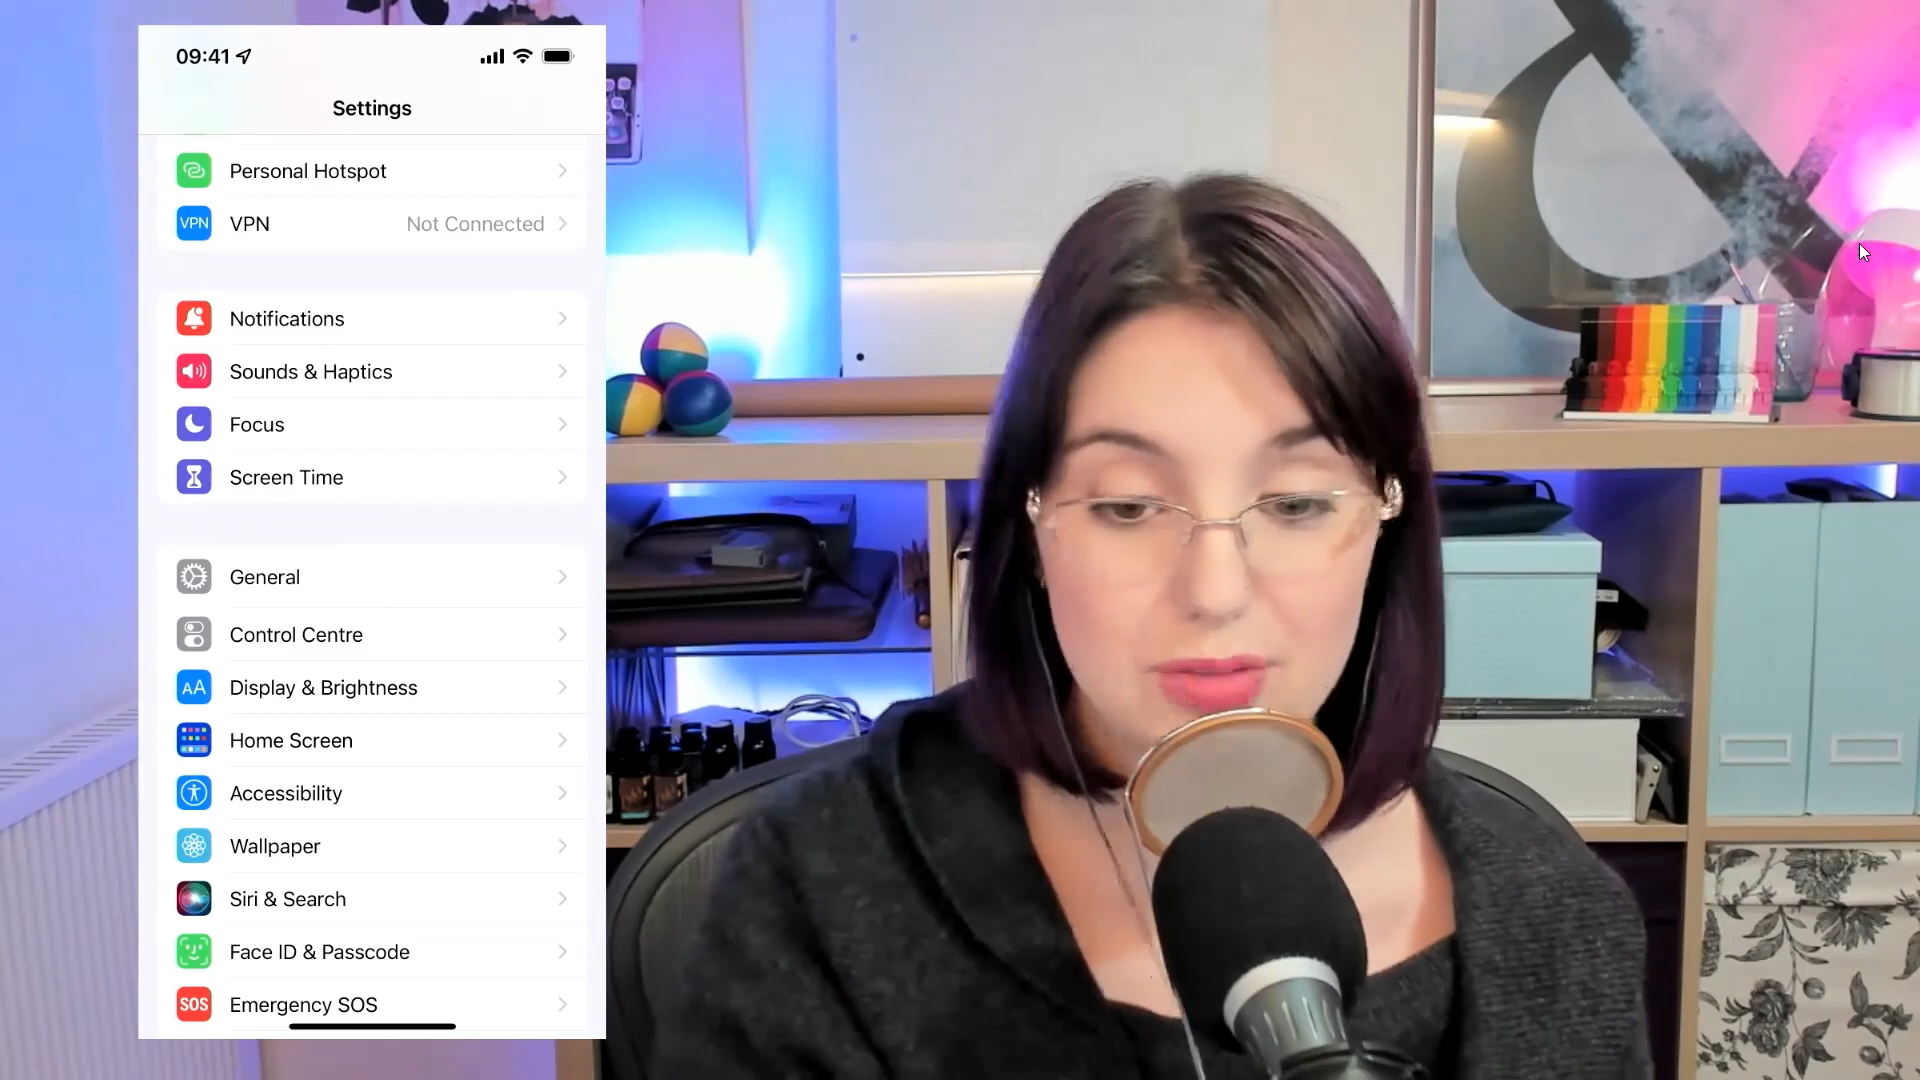 09:41
Settings
Personal Hotspot
VPN VPN Not Connected
Notifications
Sounds & Haptics
Focus
Screen Time
General
Control Centre
AA Display & Brightness
Home Screen
Accessibility
Wallpaper
Siri & Search
Face ID & Passcode
SOS Emergency SOS
&